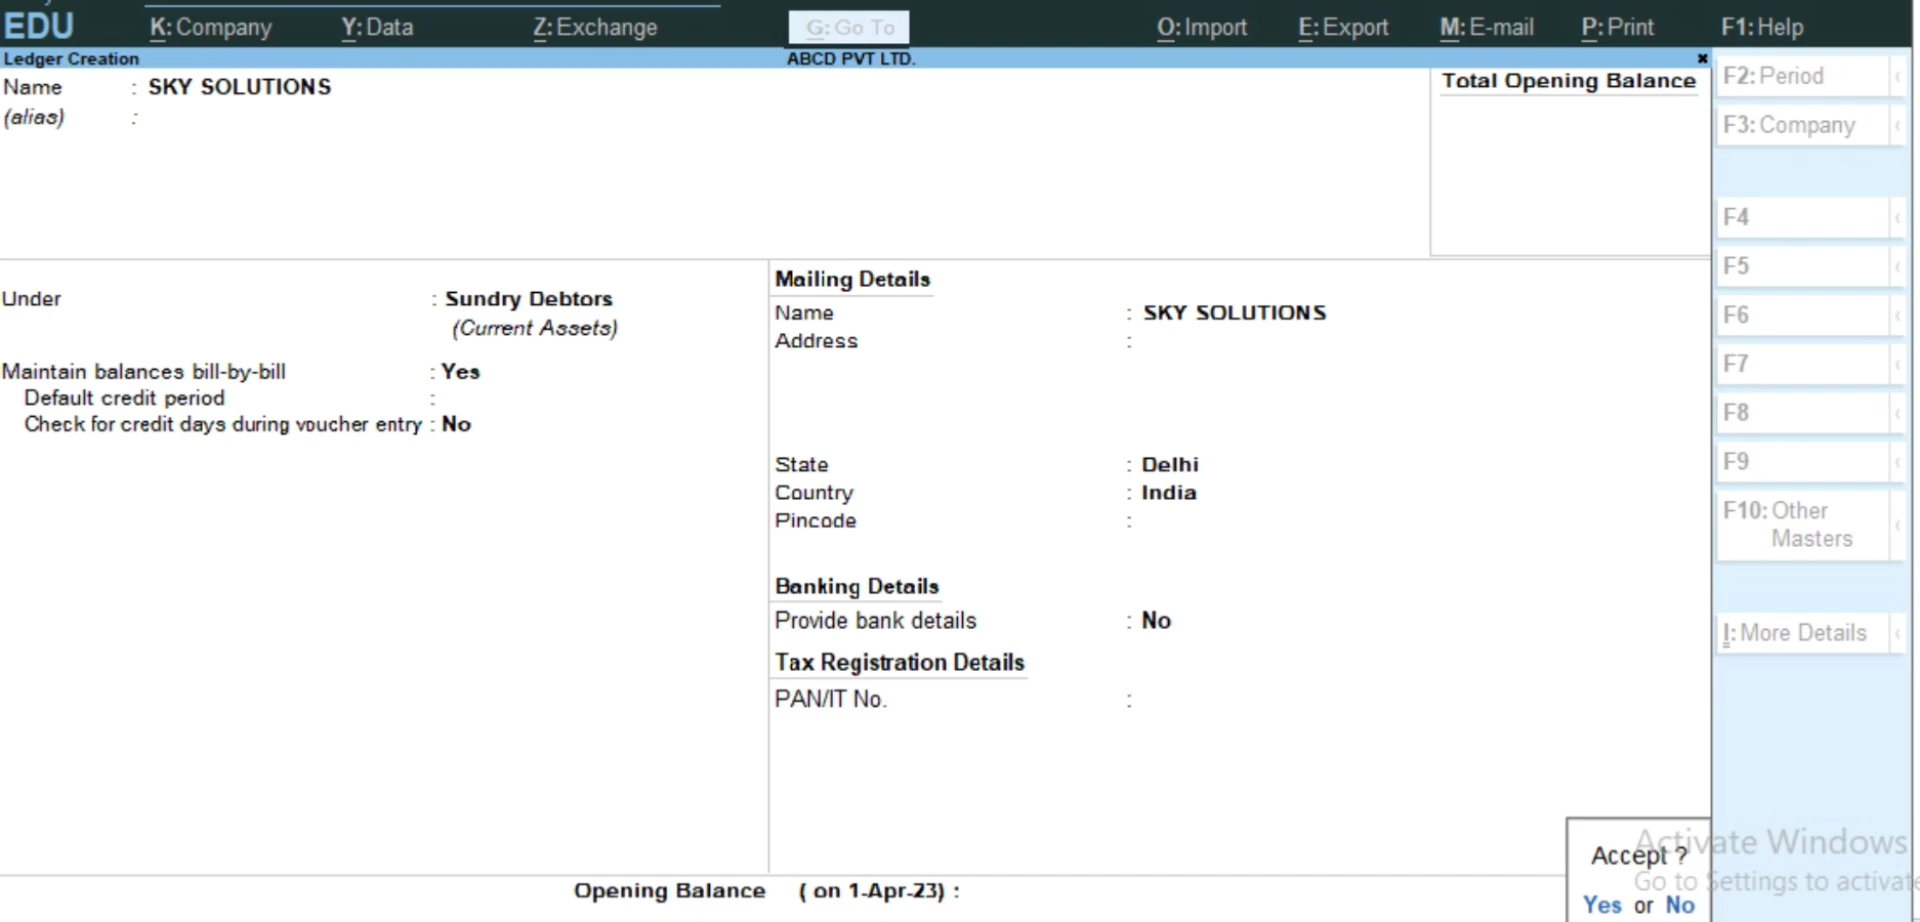 EDU
K: Company
Y: Data
Z: Exchange
G: Go To
O: Import
E: Export
M: E-mail
P: Print
F1: Help
Ledger Creation
ABCD PVT LTD.
Name : SKY SOLUTIONS
(alias) :
Total Opening Balance
Under : Sundry Debtors
(Current Assets)
Maintain balances bill-by-bill : Yes
Default credit period :
Check for credit days during voucher entry : No
Mailing Details
Name : SKY SOLUTIONS
Address :
State : Delhi
Country : India
Pincode :
Banking Details
Provide bank details : No
Tax Registration Details
PAN/IT No. :
Opening Balance ( on 1-Apr-23) :
Accept ?
Yes or No
F2: Period
F3: Company
F4
F5
F6
F7
F8
F9
F10: Other
Masters
I: More Details
Activate Windows
Go to Settings to activate